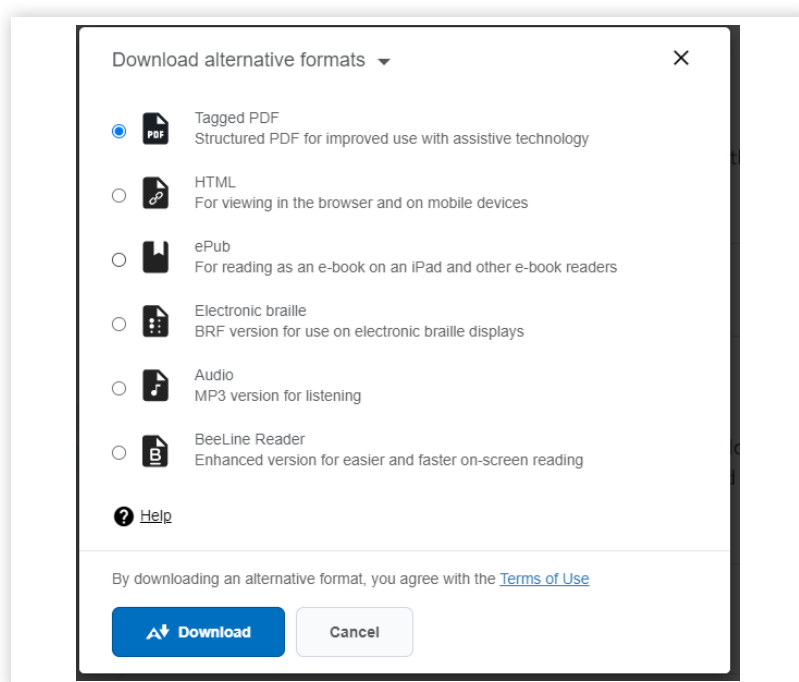 Download alternative formats
Tagged PDF
PDF
Structured PDF for improved use with assistive technology
HTML
For viewing in the browser and on mobile devices
ePub
For reading as an e-book on an iPad and other e-book readers
Electronic braille
BRF version for use on electronic braille displays
Audio
MP3 version for listening
BeeLine Reader
B
Enhanced version for easier and faster on-screen reading
? Help
By downloading an alternative format, you agree with the Terms of Use
A Download
Cancel